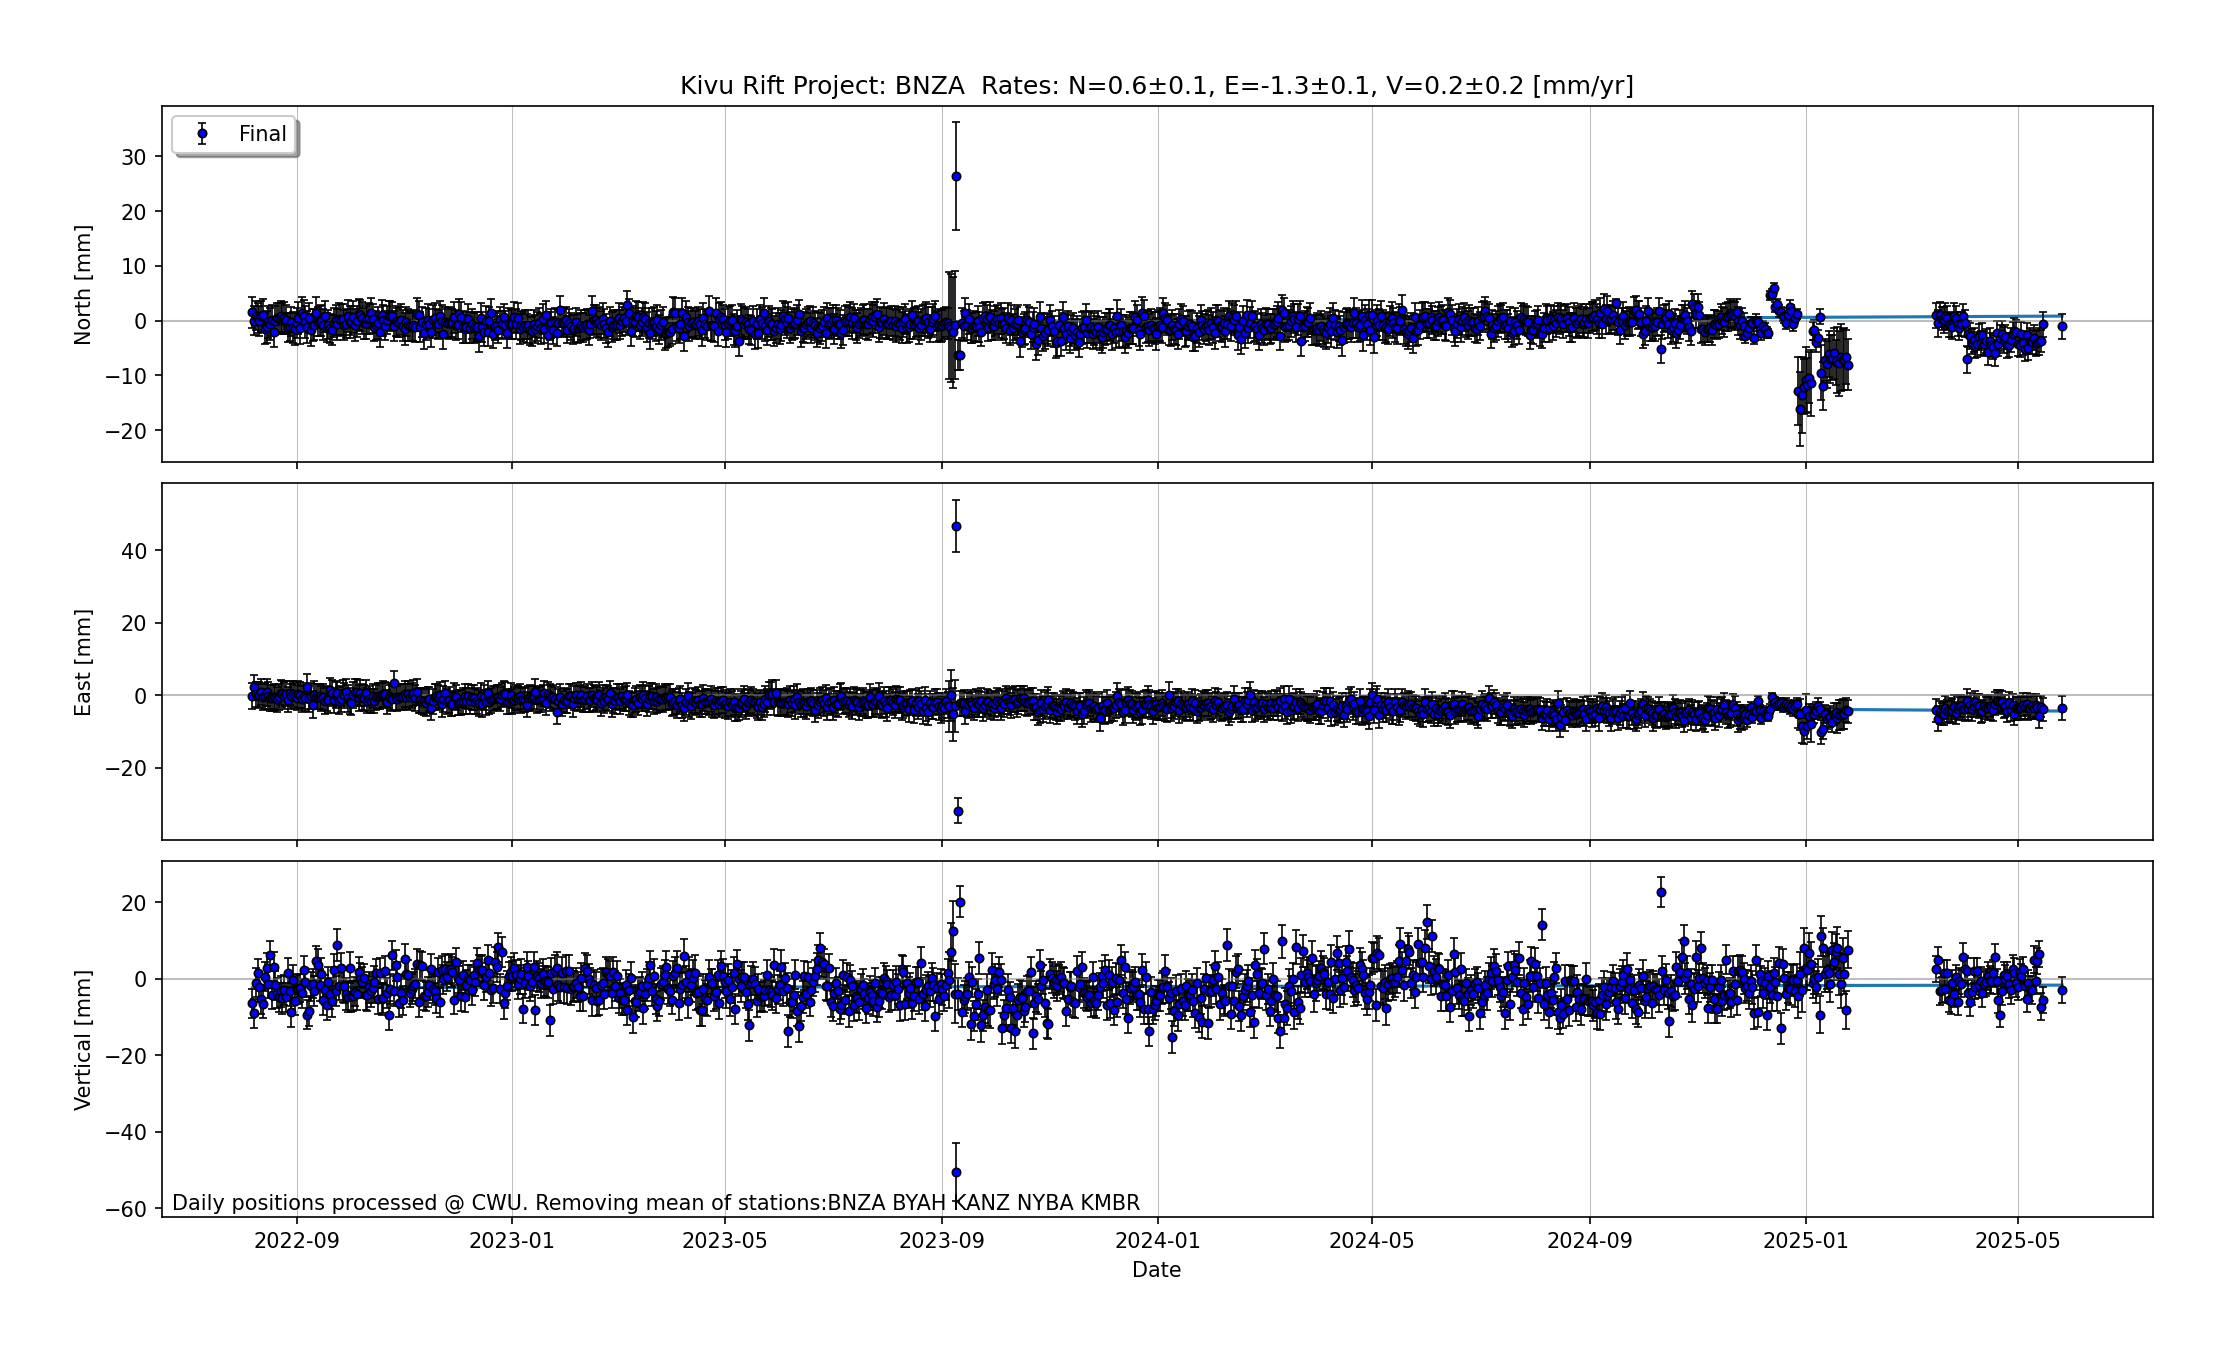 Kivu Rift Project: BNZA  Rates: N=0.6±0.1, E=-1.3±0.1, V=0.2±0.2 [mm/yr]
Final
North [mm]
30
20
10
0
−10
−20
East [mm]
40
20
0
−20
Vertical [mm]
20
0
−20
−40
−60
Daily positions processed @ CWU. Removing mean of stations:BNZA BYAH KANZ NYBA KMBR
2022-09 2023-01 2023-05 2023-09 2024-01 2024-05 2024-09 2025-01 2025-05
Date